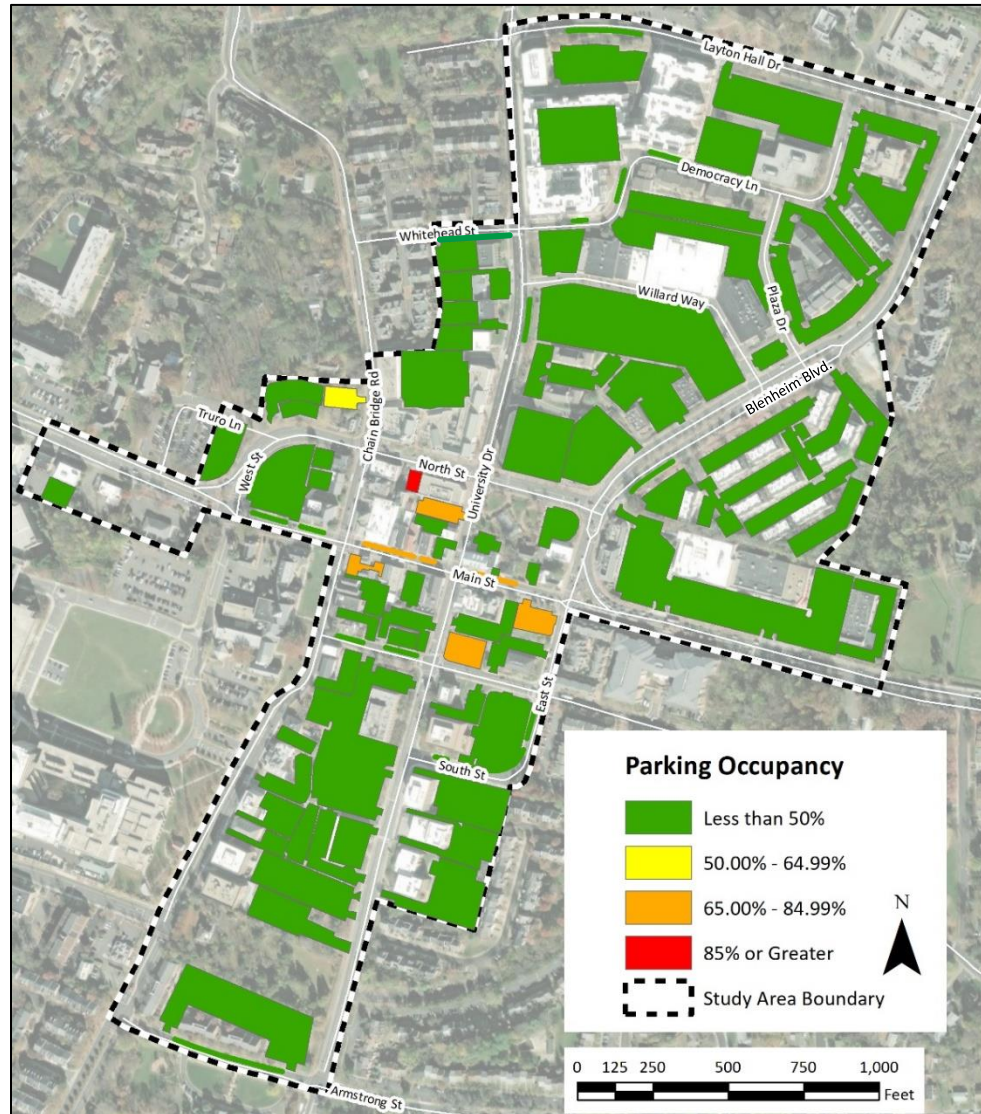 Layton Hall Dr
Democracy Ln
Whitehead St
Willard Way
Plaza Dr
Blenheim Blvd.
Chain Bridge Rd
Truro Ln
West St
North St
University Dr
Main St
East St
South St
Armstrong St
Parking Occupancy
Less than 50%
50.00% - 64.99%
65.00% - 84.99%
85% or Greater
Study Area Boundary
N
0 125 250 500 750 1,000
Feet